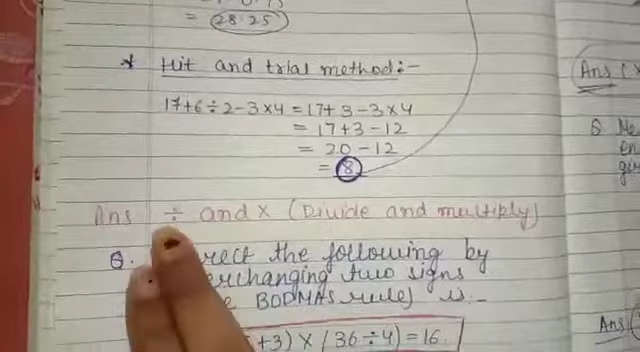 = 28.25
* Hit and trial method:-
17+6÷2-3×4 = 17+3-3×4
= 17+3-12
= 20-12
= 8
Ans ÷ and × (Divide and multiply)
Q. rect the following by
erchanging two signs
BODMAS rule) is -
+3) × (36÷4) = 16.
Ans (
Q
Ans